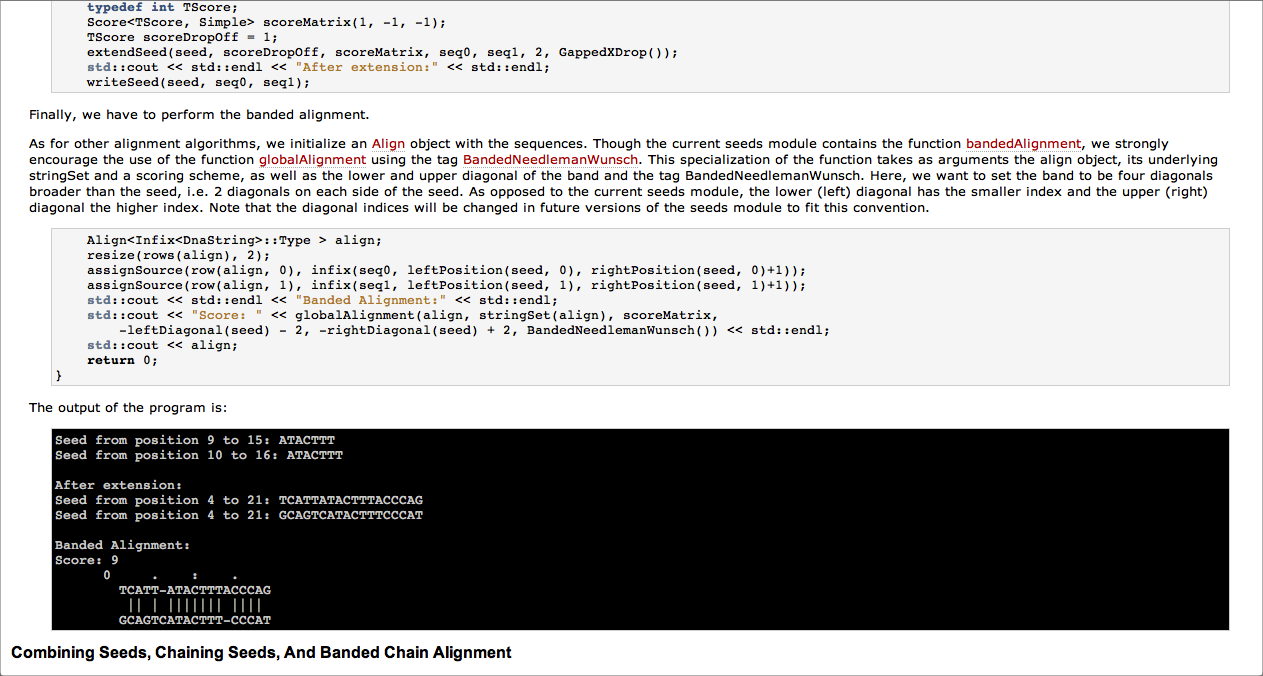 typedef int TScore;
Score<TScore, Simple> scoreMatrix(1, -1, -1);
TScore scoreDropOff = 1;
extendSeed(seed, scoreDropOff, scoreMatrix, seq0, seq1, 2, GappedXDrop());
std::cout << std::endl << "After extension:" << std::endl;
writeSeed(seed, seq0, seq1);
Finally, we have to perform the banded alignment.
As for other alignment algorithms, we initialize an Align object with the sequences. Though the current seeds module contains the function bandedAlignment, we strongly
encourage the use of the function globalAlignment using the tag BandedNeedlemanWunsch. This specialization of the function takes as arguments the align object, its underlying
stringSet and a scoring scheme, as well as the lower and upper diagonal of the band and the tag BandedNeedlemanWunsch. Here, we want to set the band to be four diagonals
broader than the seed, i.e. 2 diagonals on each side of the seed. As opposed to the current seeds module, the lower (left) diagonal has the smaller index and the upper (right)
diagonal the higher index. Note that the diagonal indices will be changed in future versions of the seeds module to fit this convention.
Align<Infix<DnaString>::Type > align;
resize(rows(align), 2);
assignSource(row(align, 0), infix(seq0, leftPosition(seed, 0), rightPosition(seed, 0)+1));
assignSource(row(align, 1), infix(seq1, leftPosition(seed, 1), rightPosition(seed, 1)+1));
std::cout << std::endl << "Banded Alignment:" << std::endl;
std::cout << "Score: " << globalAlignment(align, stringSet(align), scoreMatrix,
-leftDiagonal(seed) - 2, -rightDiagonal(seed) + 2, BandedNeedlemanWunsch()) << std::endl;
std::cout << align;
return 0;
}
The output of the program is:
Seed from position 9 to 15: ATACTTT
Seed from position 10 to 16: ATACTTT
After extension:
Seed from position 4 to 21: TCATTATACTTTACCCAG
Seed from position 4 to 21: GCAGTCATACTTTCCCAT
Banded Alignment:
Score: 9
0     .    :    .
TCATT-ATACTTTACCCAG
 || | ||||||| ||||
GCAGTCATACTTT-CCCAT
Combining Seeds, Chaining Seeds, And Banded Chain Alignment